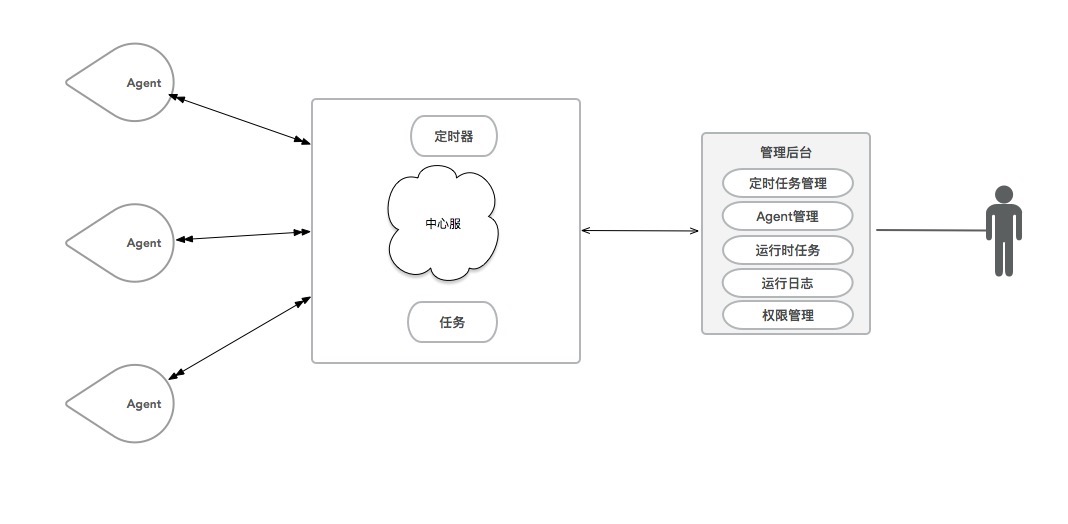 Agent
Agent
Agent
定时器
中心服
任务
管理后台
定时任务管理
Agent管理
运行时任务
运行日志
权限管理